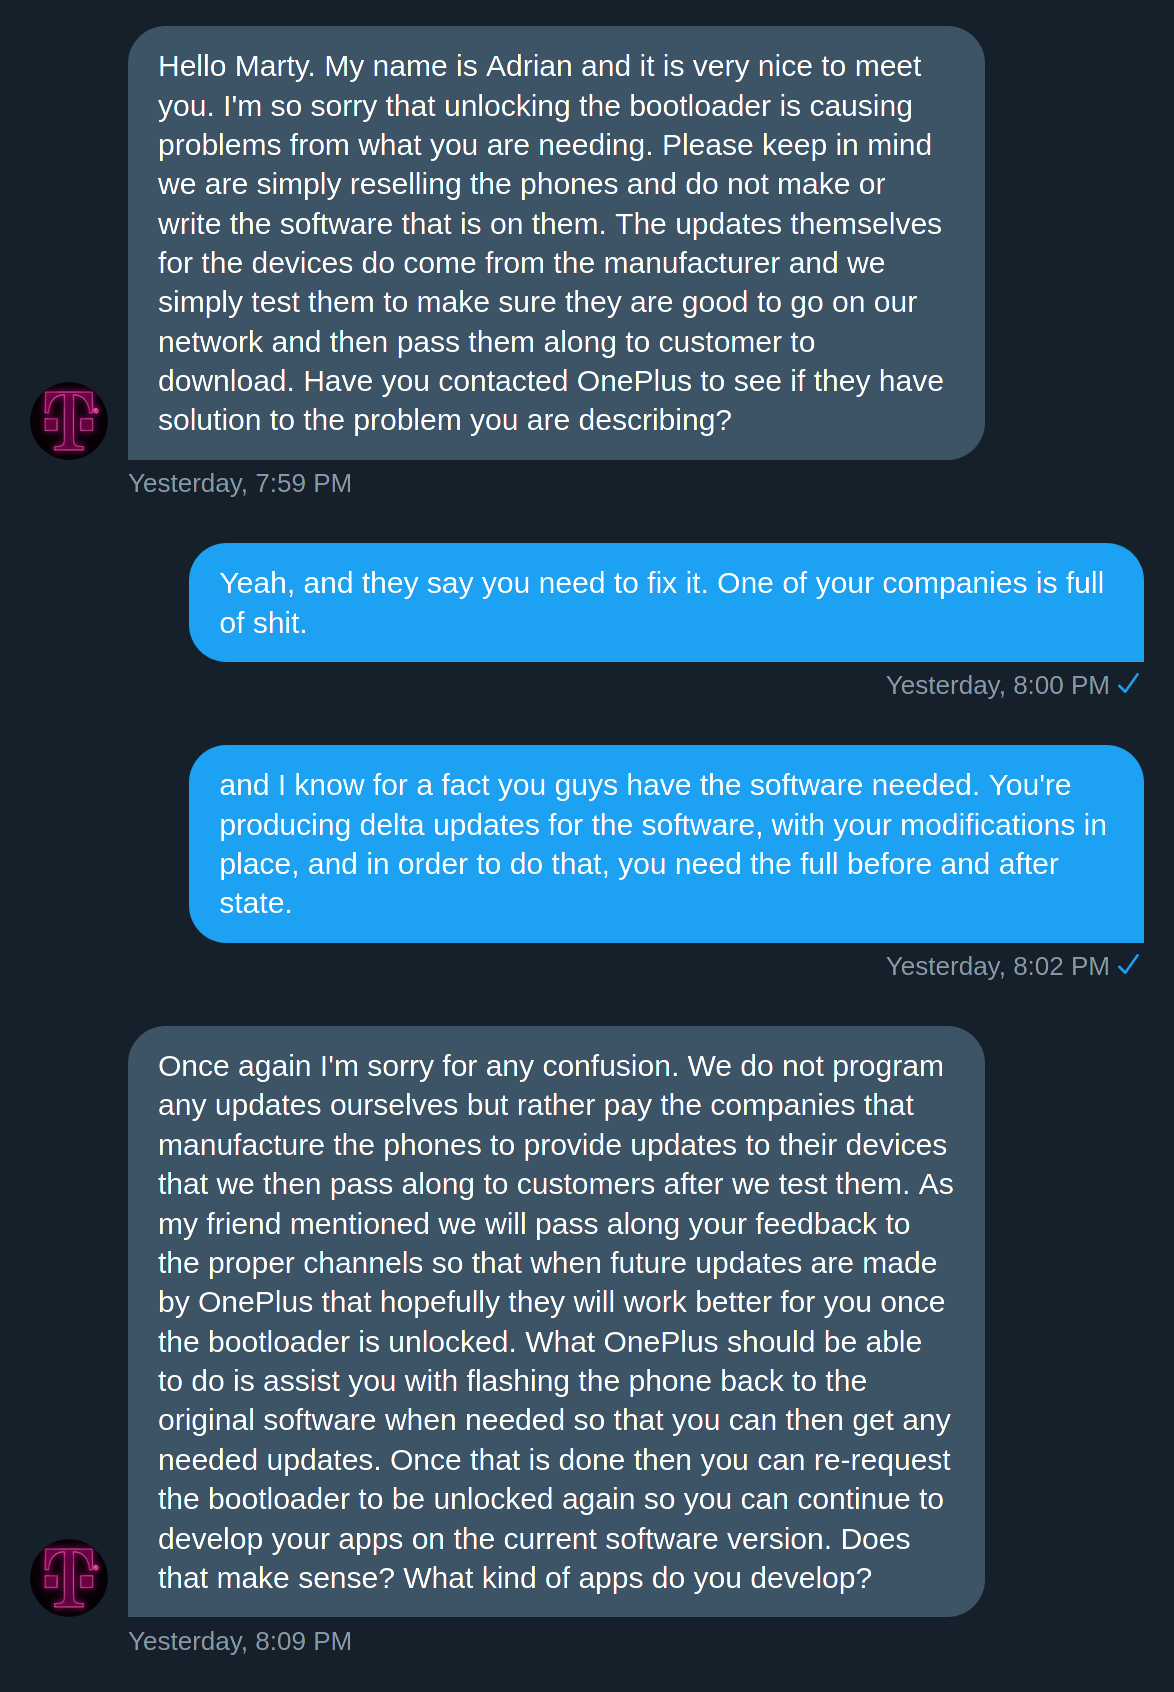 Hello Marty. My name is Adrian and it is very nice to meet
you. I'm so sorry that unlocking the bootloader is causing
problems from what you are needing. Please keep in mind
we are simply reselling the phones and do not make or
write the software that is on them. The updates themselves
for the devices do come from the manufacturer and we
simply test them to make sure they are good to go on our
network and then pass them along to customer to
download. Have you contacted OnePlus to see if they have
solution to the problem you are describing?
T
Yesterday, 7:59 PM
Yeah, and they say you need to fix it. One of your companies is full
of shit.
Yesterday, 8:00 PM
and I know for a fact you guys have the software needed. You're
producing delta updates for the software, with your modifications in
place, and in order to do that, you need the full before and after
state.
Yesterday, 8:02 PM
Once again I'm sorry for any confusion. We do not program
any updates ourselves but rather pay the companies that
manufacture the phones to provide updates to their devices
that we then pass along to customers after we test them. As
my friend mentioned we will pass along your feedback to
the proper channels so that when future updates are made
by OnePlus that hopefully they will work better for you once
the bootloader is unlocked. What OnePlus should be able
to do is assist you with flashing the phone back to the
original software when needed so that you can then get any
needed updates. Once that is done then you can re-request
the bootloader to be unlocked again so you can continue to
develop your apps on the current software version. Does
that make sense? What kind of apps do you develop?
T
Yesterday, 8:09 PM